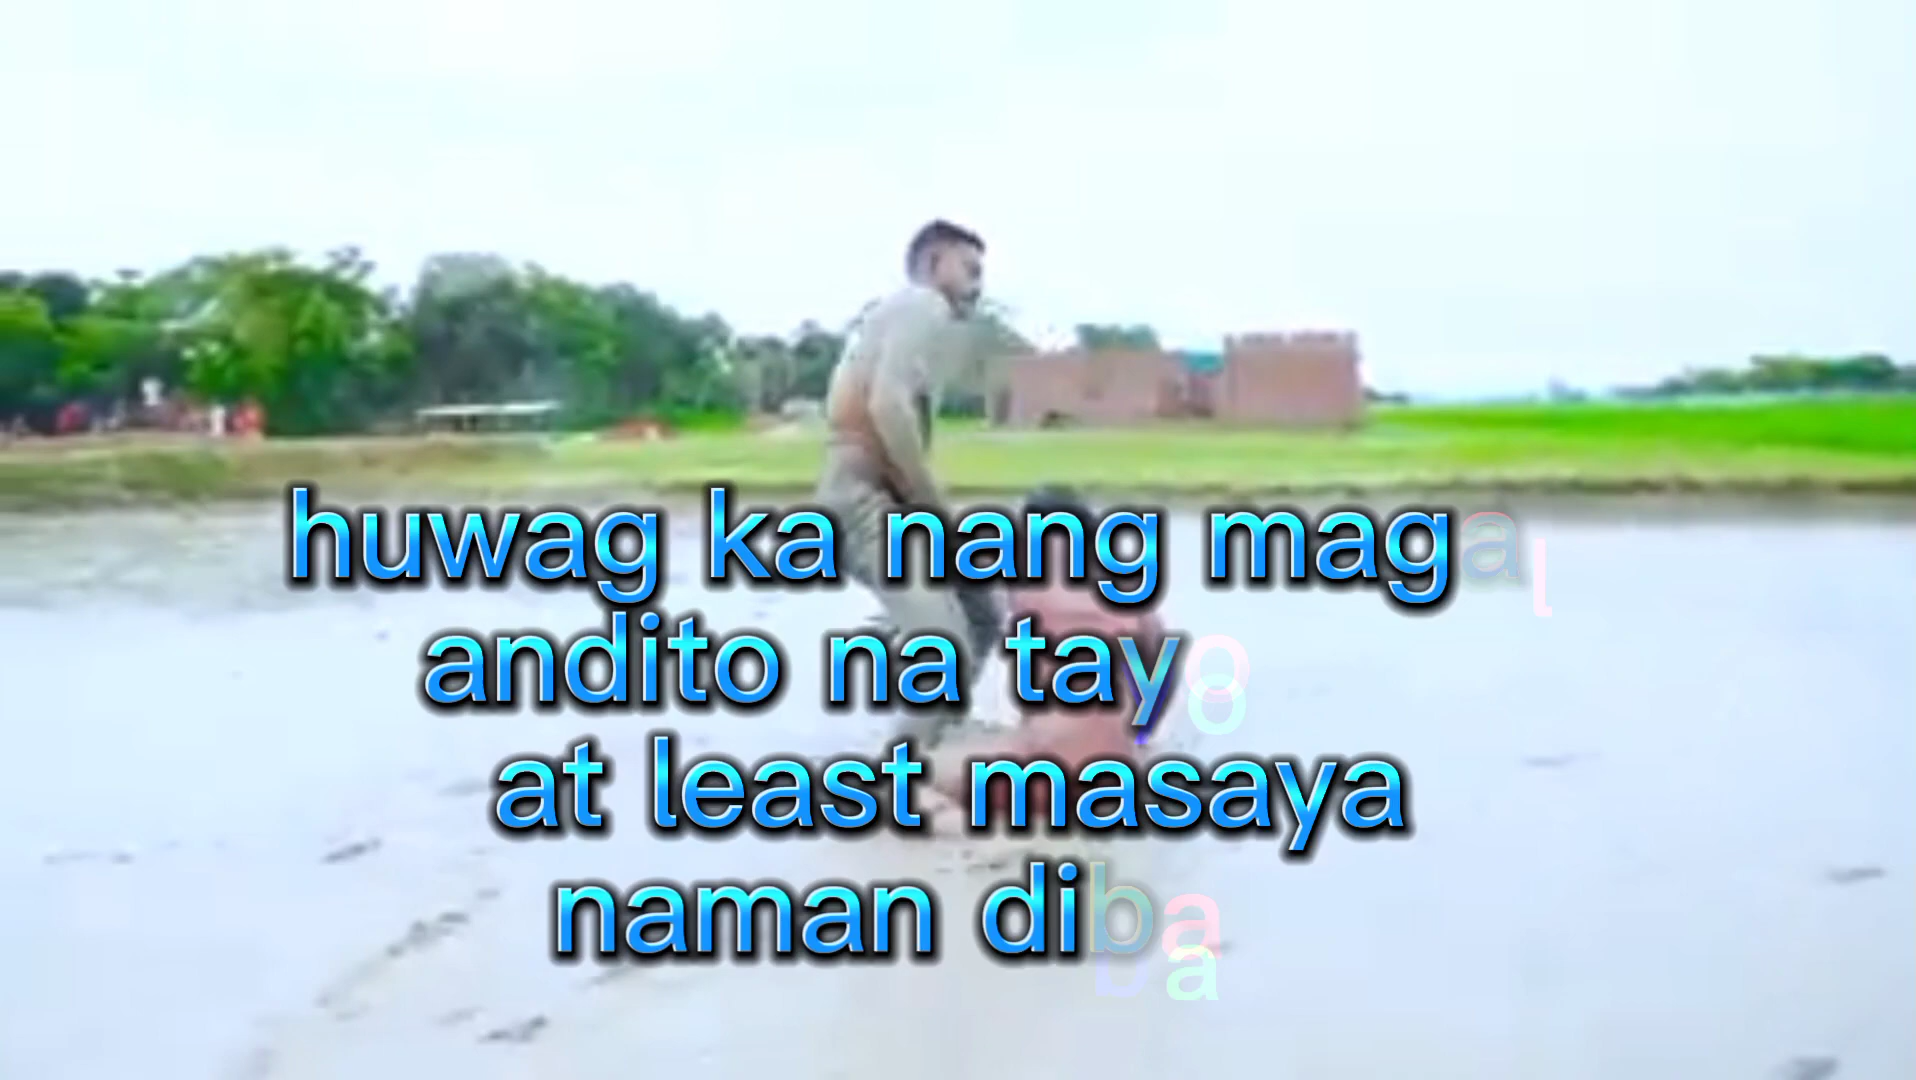 huwag ka nang maga
andito na tayo
at least masaya
naman diba